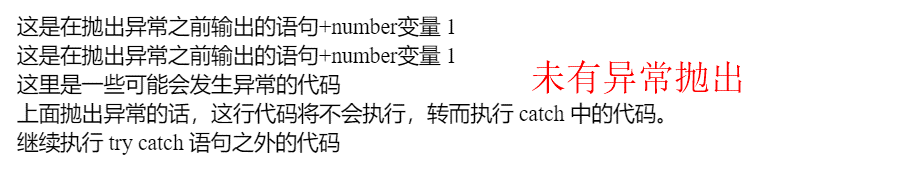 这是在抛出异常之前输出的语句+number变量 1
这是在抛出异常之前输出的语句+number变量 1
这里是一些可能会发生异常的代码
未有异常抛出
上面抛出异常的话，这行代码将不会执行，转而执行 catch 中的代码。
继续执行 try catch 语句之外的代码